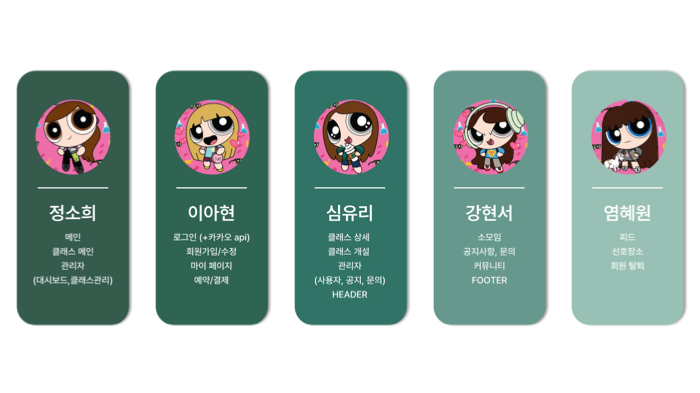 정소희
메인
클래스 메인
관리자
(대시보드,클래스관리)
이아현
로그인 (+카카오 api)
회원가입/수정
마이 페이지
예약/결제
심유리
클래스 상세
클래스 개설
관리자
(사용자, 공지, 문의)
HEADER
강현서
소모임
공지사항, 문의
커뮤니티
FOOTER
염혜원
피드
선호장소
회원 탈퇴